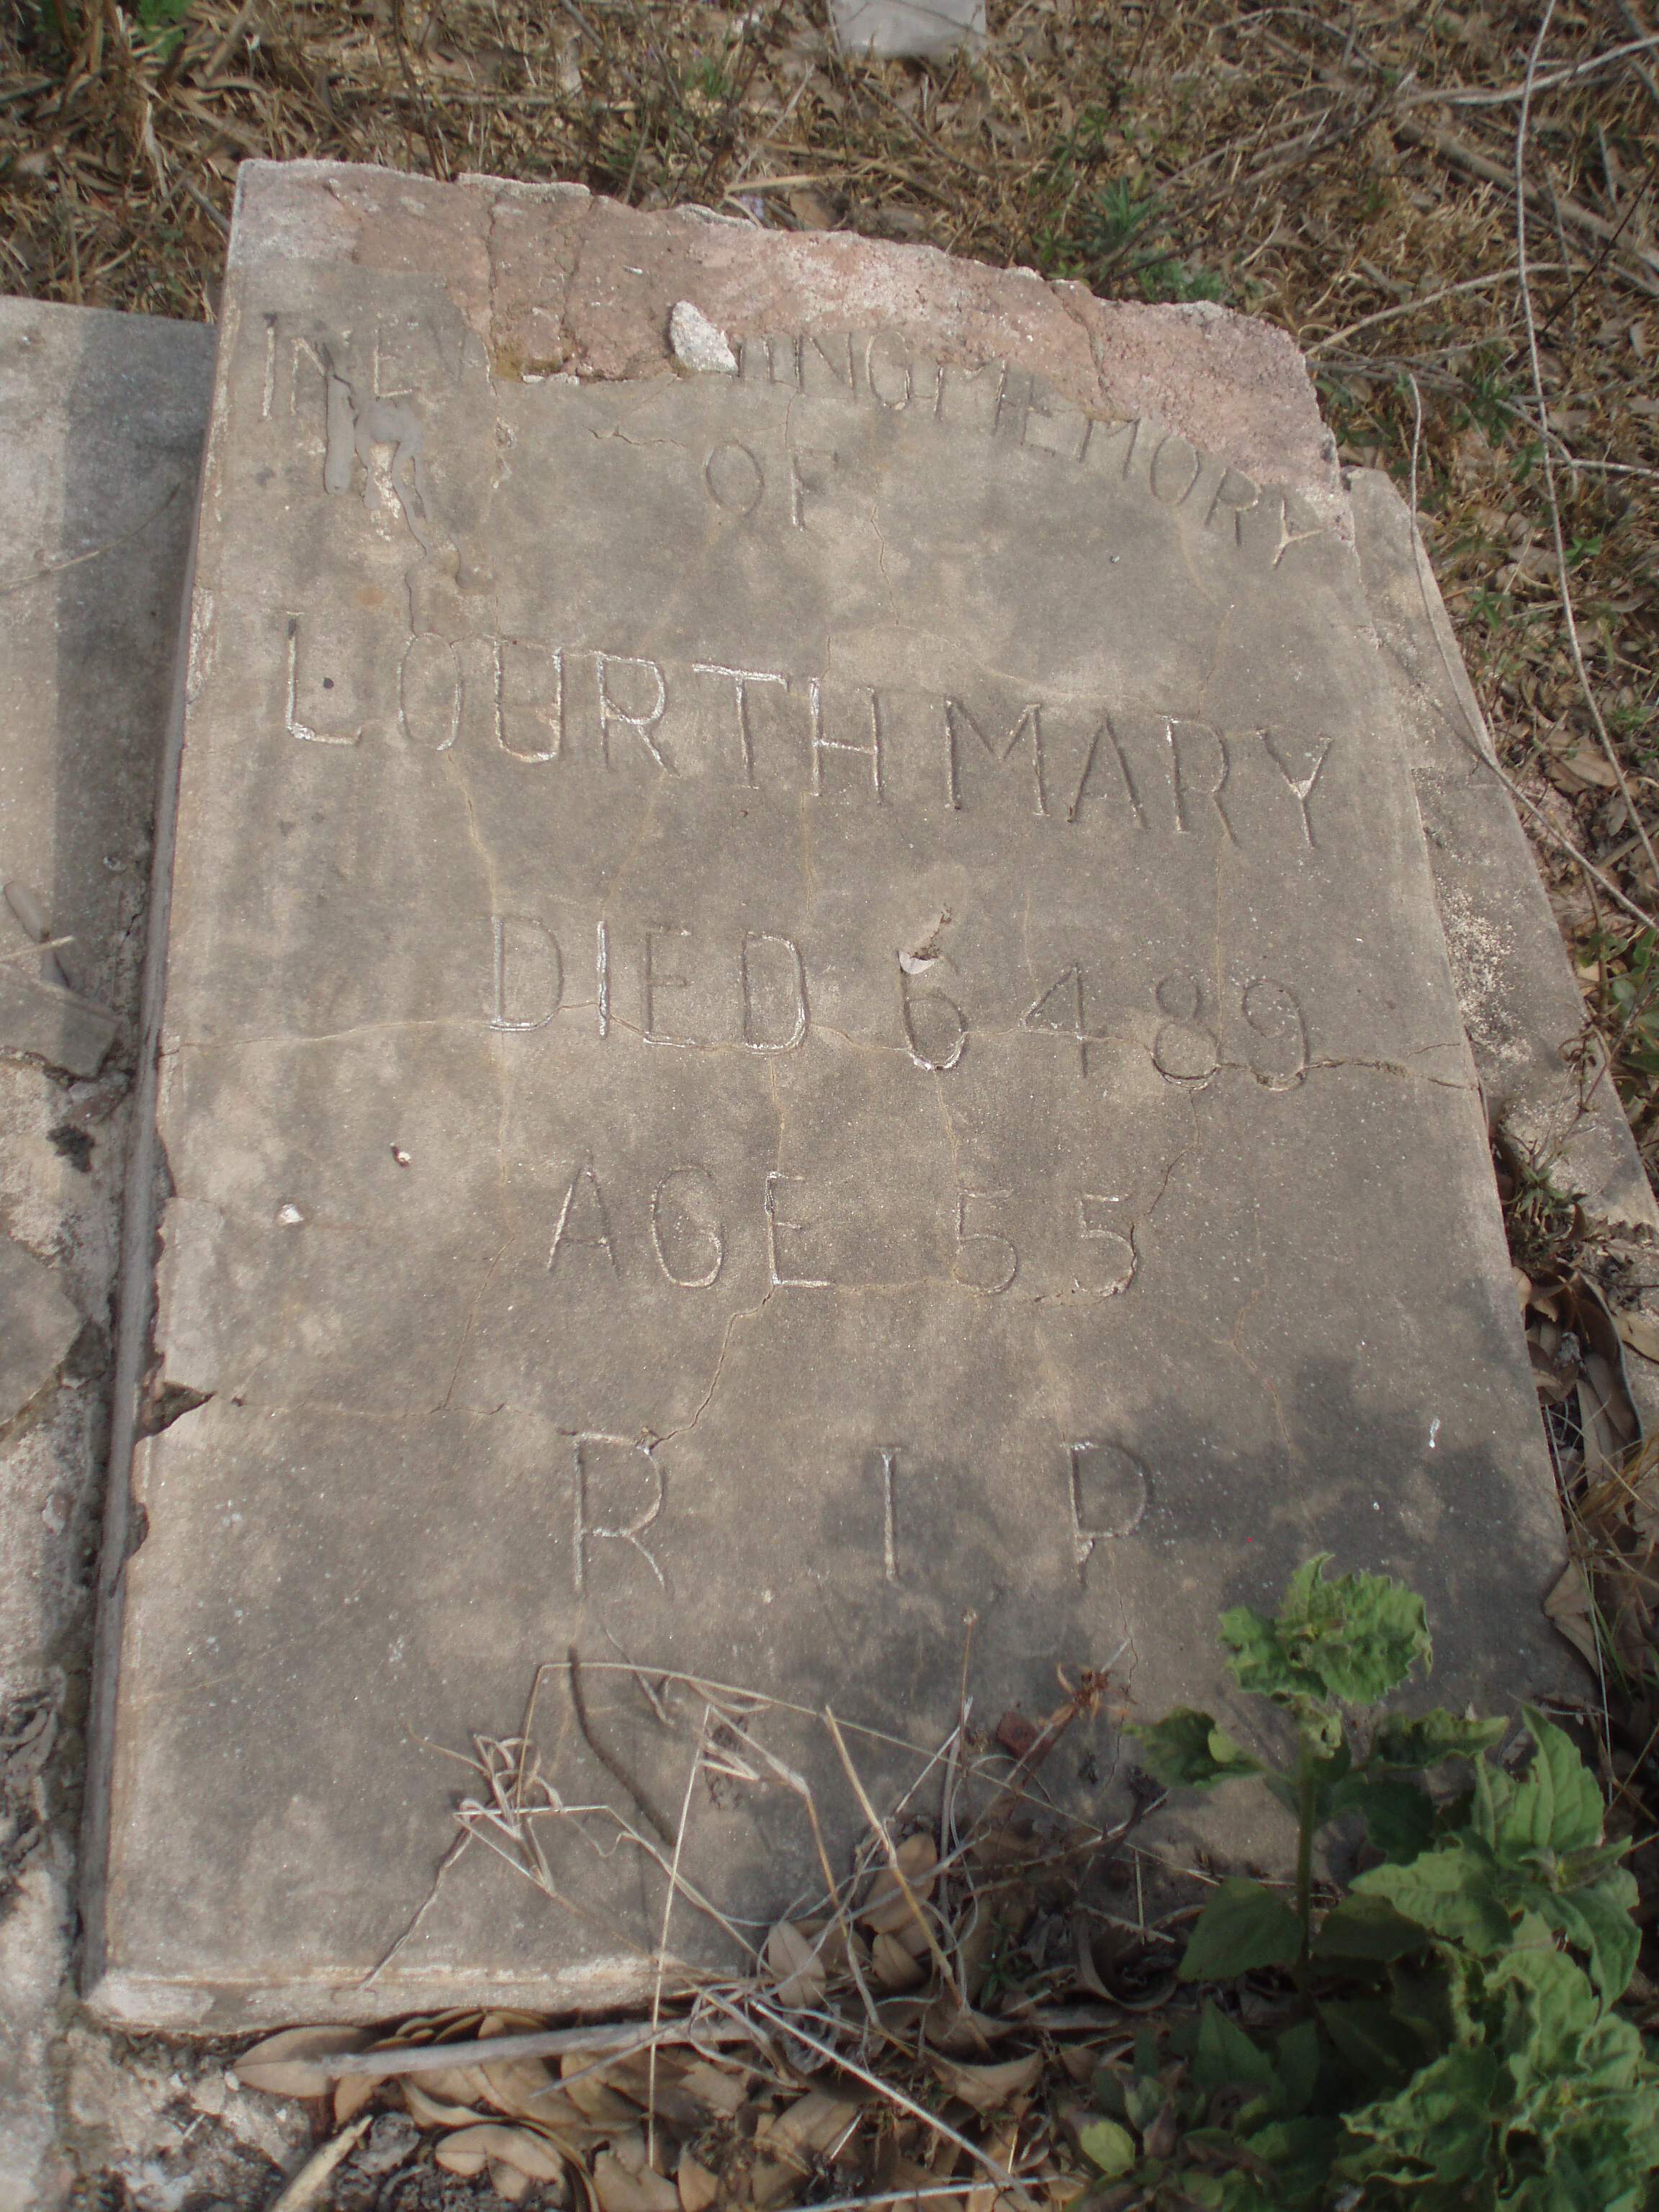 IN MEMORY
OF
LOURTH MARY
DIED 6 4 89
AGE 55
R I P